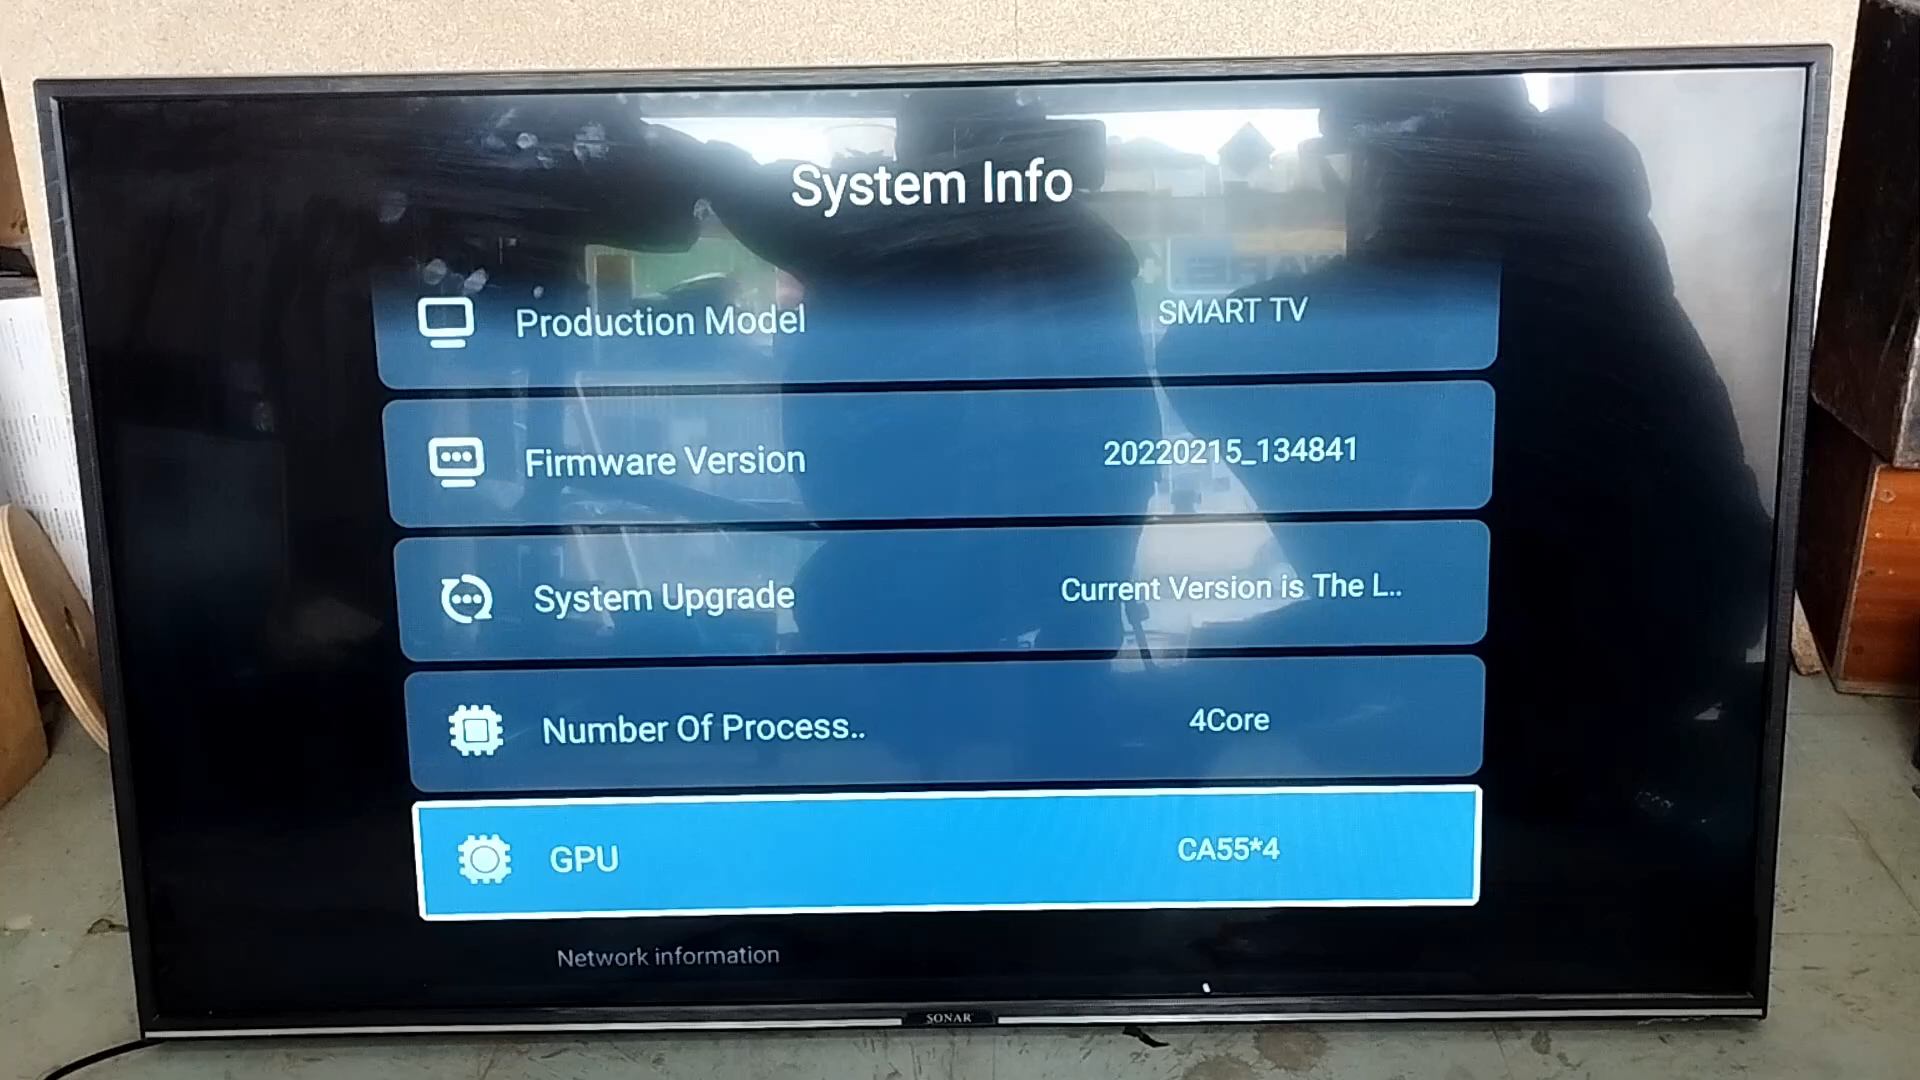 System Info
Production Model SMART TV
Firmware Version 20220215_134841
System Upgrade Current Version is The L..
Number Of Process.. 4Core
GPU CA55*4
Network information
SONAR